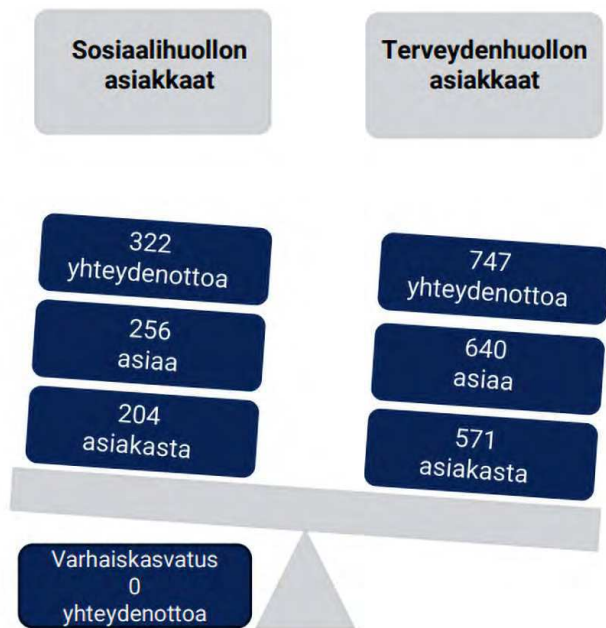 Sosiaalihuollon
asiakkaat
Terveydenhuollon
asiakkaat
322
yhteydenottoa
256
asiaa
204
asiakasta
747
yhteydenottoa
640
asiaa
571
asiakasta
Varhaiskasvatus
0
yhteydenottoa